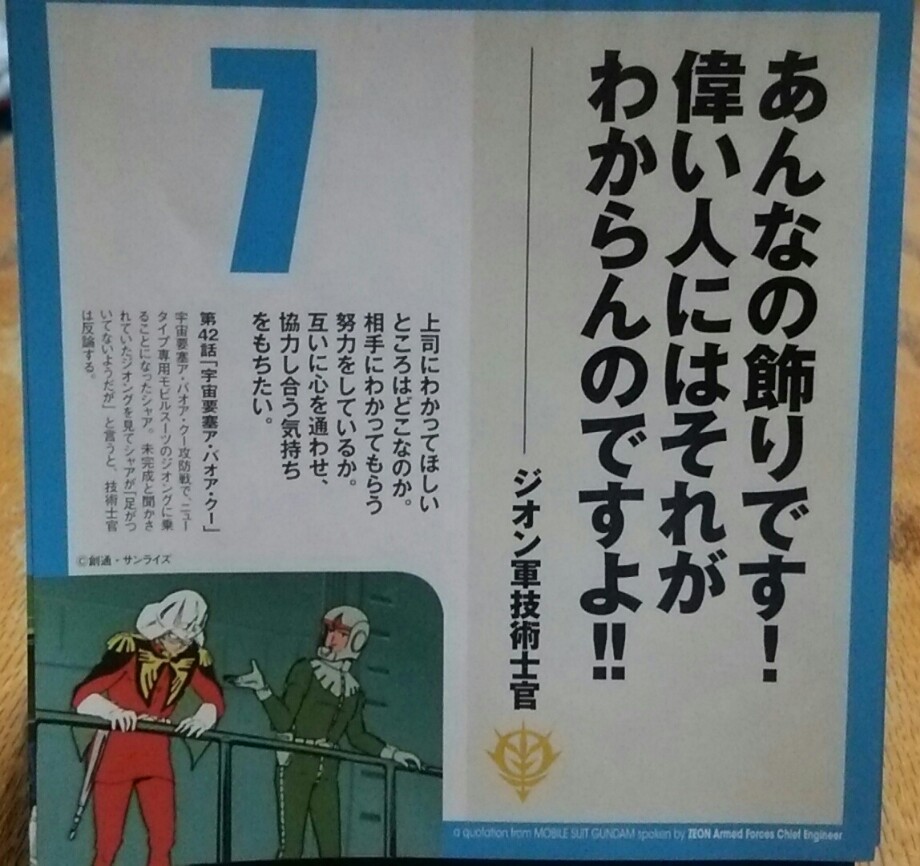 あんなの飾りです!
偉い人にはそれが
わからんのですよ!!
ジオン軍技術士官
7
上司にわかってほしい
ところはどこなのか。
相手にわかってもらう
努力をしているか。
互いに心を通わせ、
協力し合う気持ち
をもちたい。
第42話「宇宙要塞ア・バオア・クー」
宇宙要塞ア・バオア・クー攻防戦で、ニュー
タイプ専用モビルスーツのジオングに乗
ることになったシャア。未完成と聞かさ
れていたジオングを見てシャアが「足がつ
いてないようだが」と言うと、技術士官
は反論する。
©創通・サンライズ
a quotation from MOBILE SUIT GUNDAM spoken by ZEON Armed Forces Chief Engineer